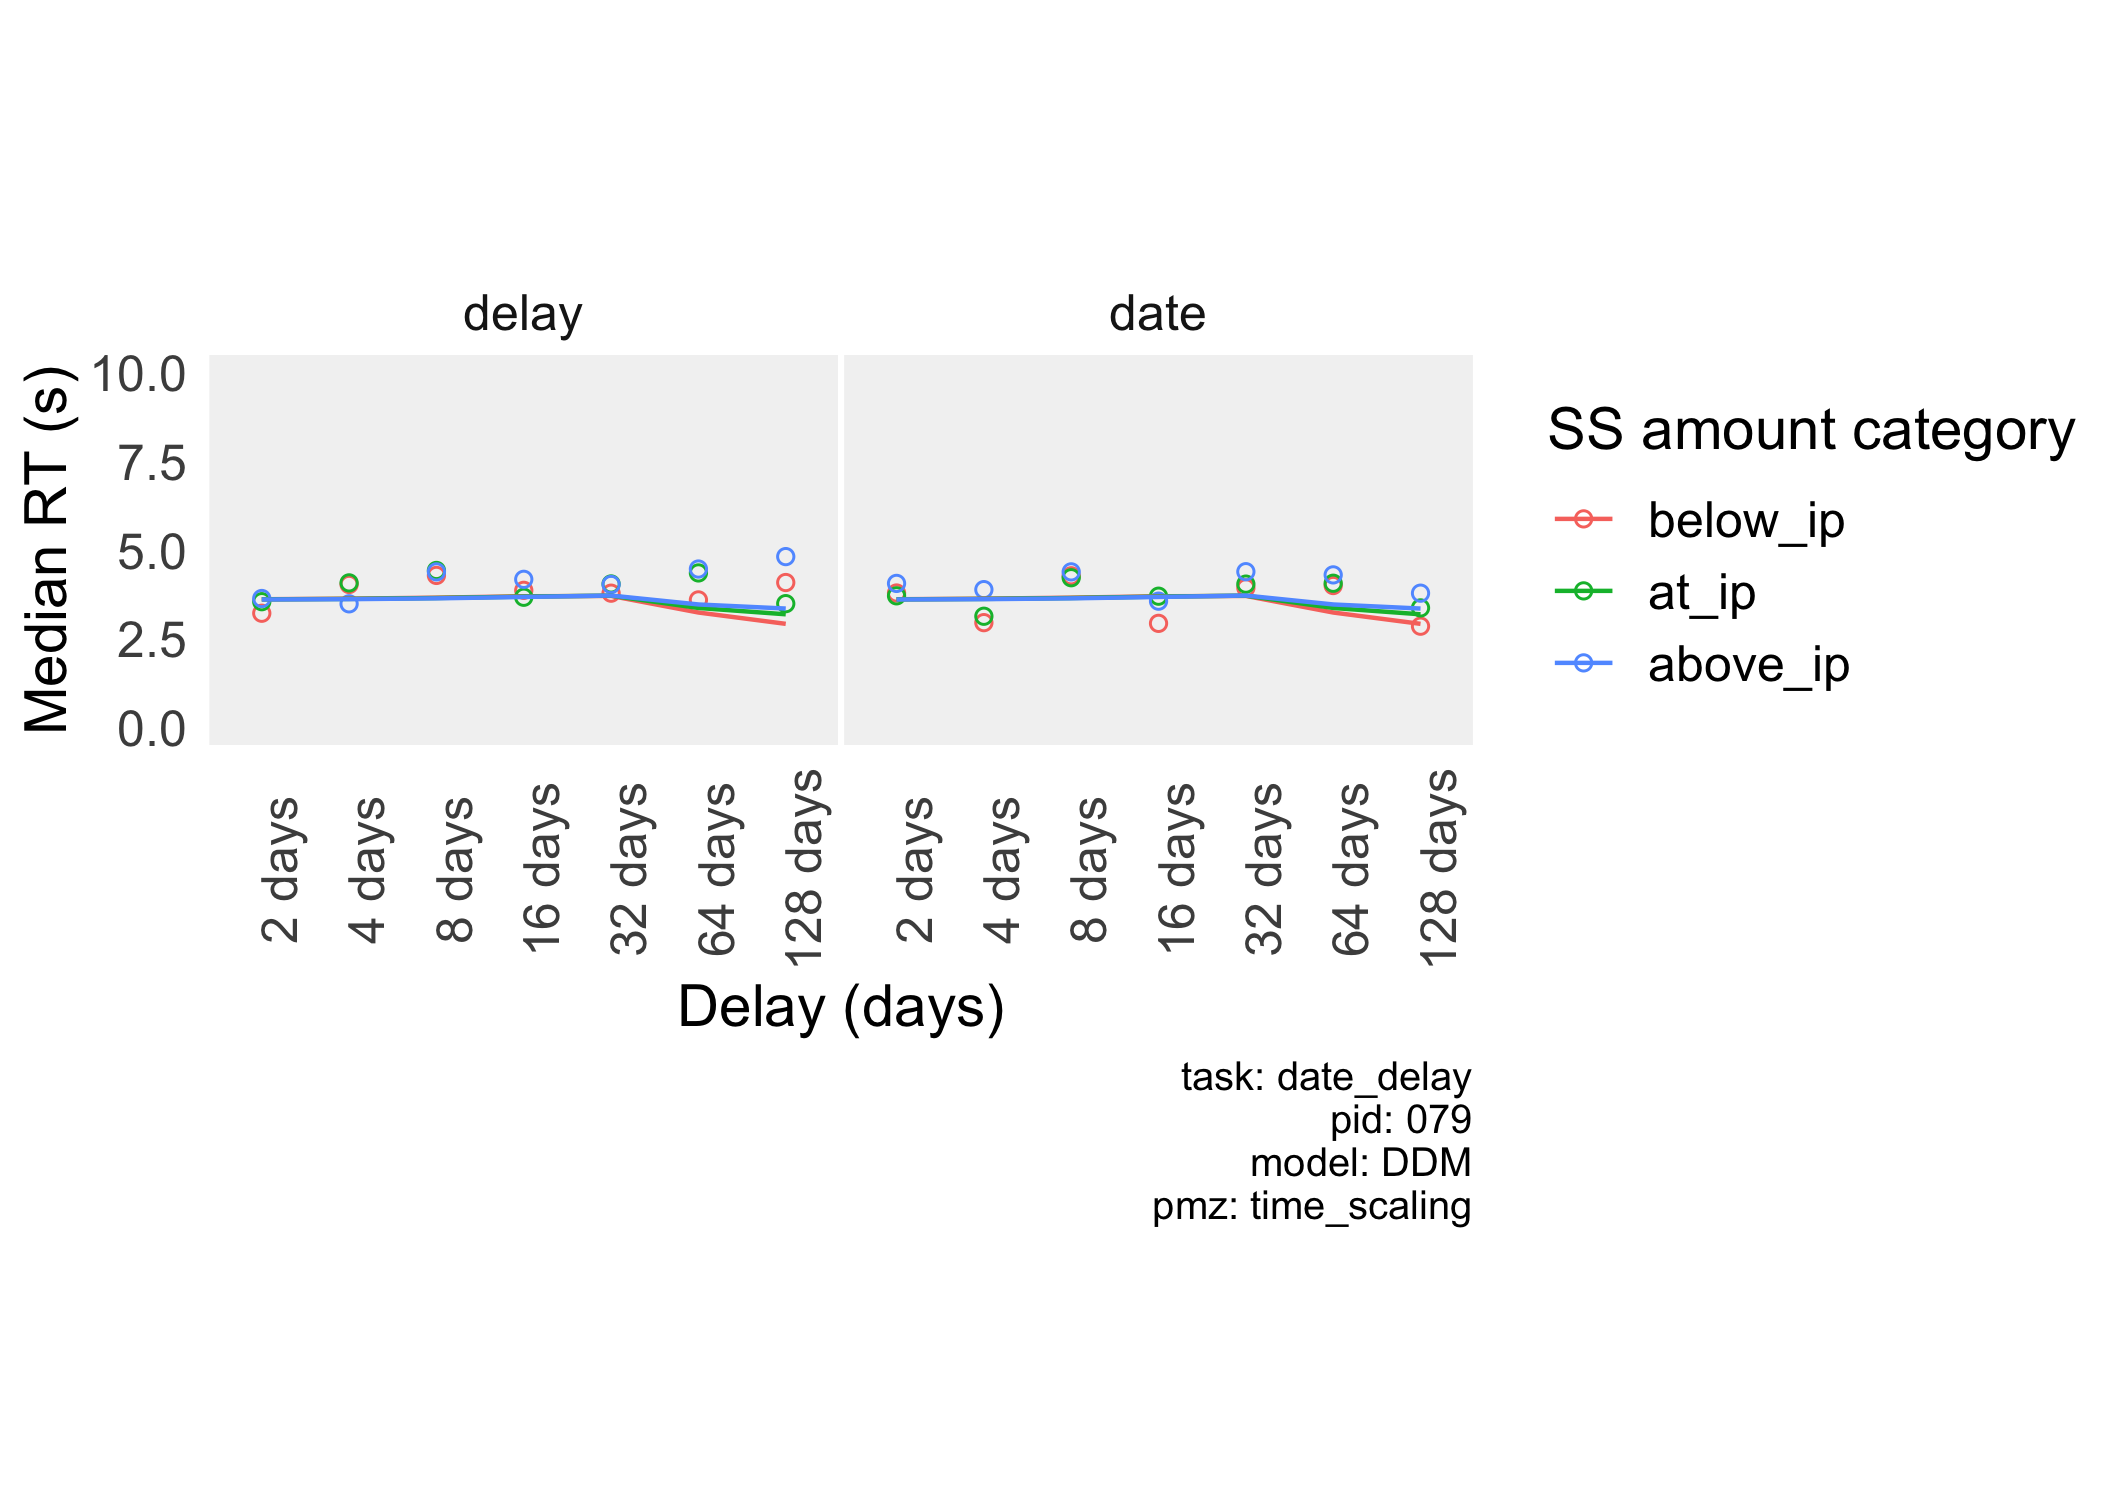 delay
date
Median RT (s)
10.0
7.5
5.0
2.5
0.0
2 days
4 days
8 days
16 days
32 days
64 days
128 days
2 days
4 days
8 days
16 days
32 days
64 days
128 days
Delay (days)
SS amount category
below_ip
at_ip
above_ip
task: date_delay
pid: 079
model: DDM
pmz: time_scaling